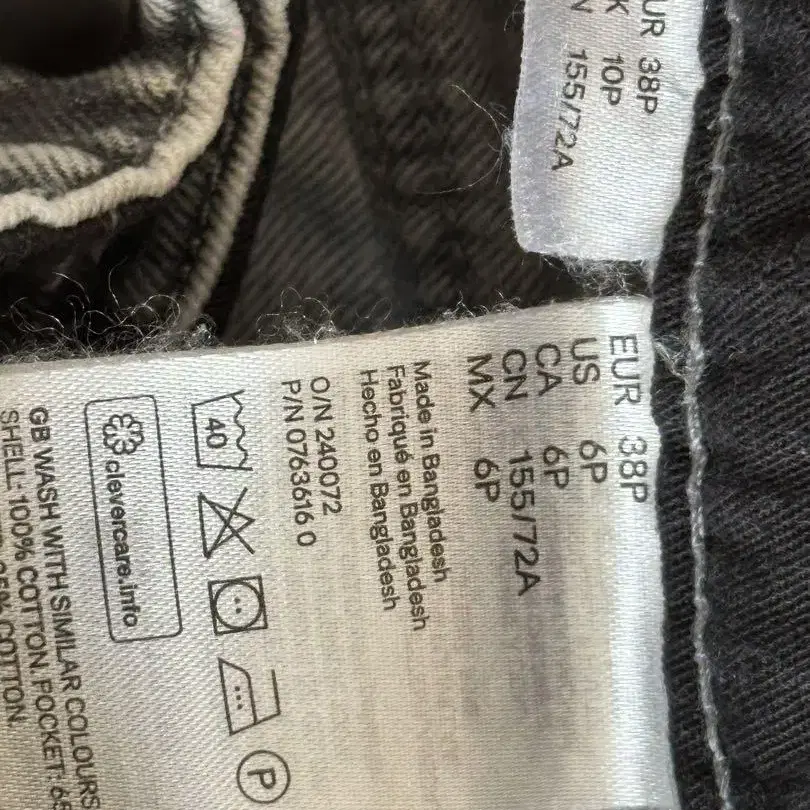 UR 38P
K 10P
N 155/72A
EUR 38P
US 6P
CA 6P
CN 155/72A
MX 6P
Made in Bangladesh
Fabriqué en Bangladesh
Hecho en Bangladesh
O/N 240072
P/N 0763616 0
40
P
clevercare.info
GB WASH WITH SIMILAR COLOURS
SHELL: 100% COTTON. POCKET: 65
COTTON